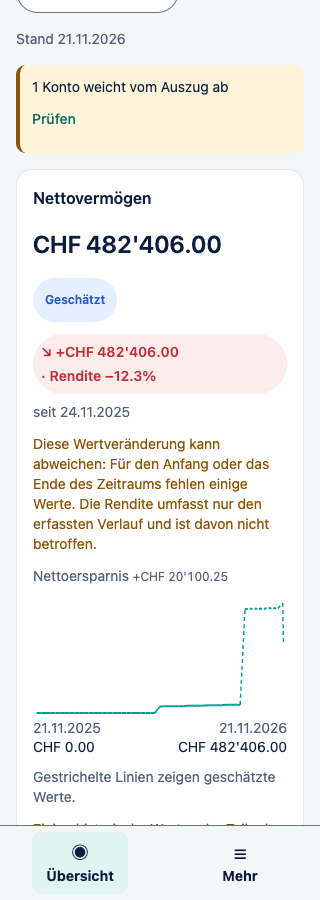 Stand 21.11.2026
1 Konto weicht vom Auszug ab
Prüfen
Nettovermögen
CHF 482'406.00
Geschätzt
↘ +CHF 482'406.00
· Rendite −12.3%
seit 24.11.2025
Diese Wertveränderung kann
abweichen: Für den Anfang oder das
Ende des Zeitraums fehlen einige
Werte. Die Rendite umfasst nur den
erfassten Verlauf und ist davon nicht
betroffen.
Nettoersparnis +CHF 20'100.25
21.11.2025 21.11.2026
CHF 0.00 CHF 482'406.00
Gestrichelte Linien zeigen geschätzte
Werte.
Übersicht Mehr